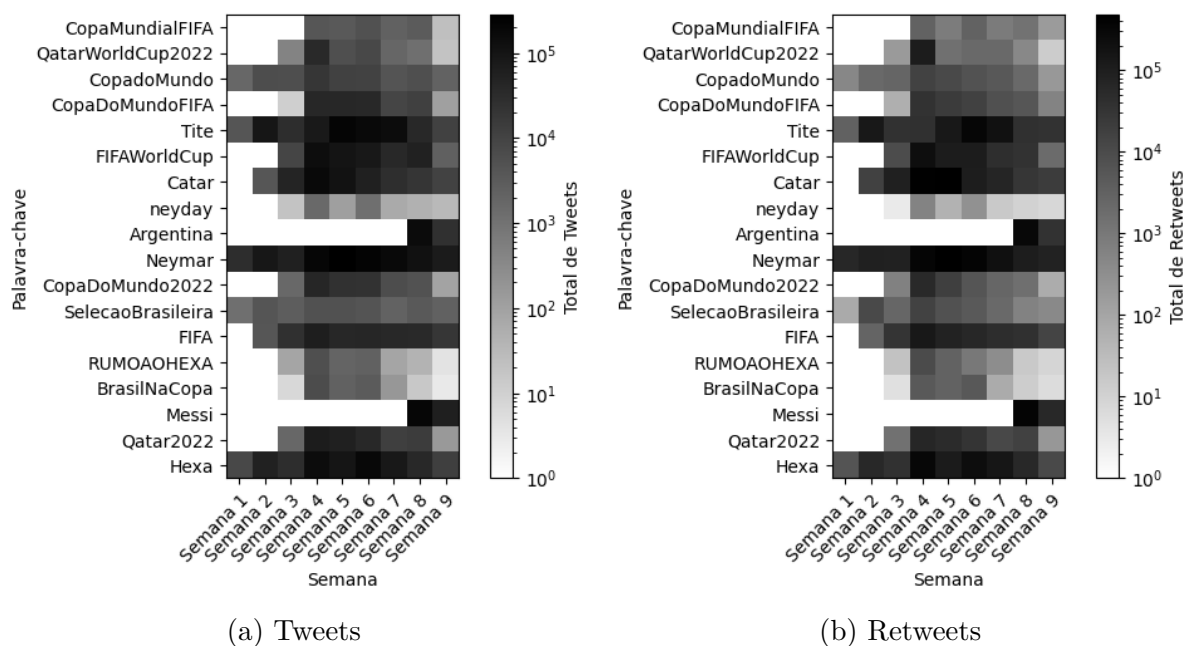 CopaMundialFIFA
QatarWorldCup2022
CopadoMundo
CopaDoMundoFIFA
Tite
FIFAWorldCup
Catar
neyday
Argentina
Neymar
CopaDoMundo2022
SelecaoBrasileira
FIFA
RUMOAOHEXA
BrasilNaCopa
Messi
Qatar2022
Hexa
Palavra-chave
Semana 1
Semana 2
Semana 3
Semana 4
Semana 5
Semana 6
Semana 7
Semana 8
Semana 9
Semana
10^5
10^4
10^3
10^2
10^1
10^0
Total de Tweets
(a) Tweets
CopaMundialFIFA
QatarWorldCup2022
CopadoMundo
CopaDoMundoFIFA
Tite
FIFAWorldCup
Catar
neyday
Argentina
Neymar
CopaDoMundo2022
SelecaoBrasileira
FIFA
RUMOAOHEXA
BrasilNaCopa
Messi
Qatar2022
Hexa
Palavra-chave
Semana 1
Semana 2
Semana 3
Semana 4
Semana 5
Semana 6
Semana 7
Semana 8
Semana 9
Semana
10^5
10^4
10^3
10^2
10^1
10^0
Total de Retweets
(b) Retweets